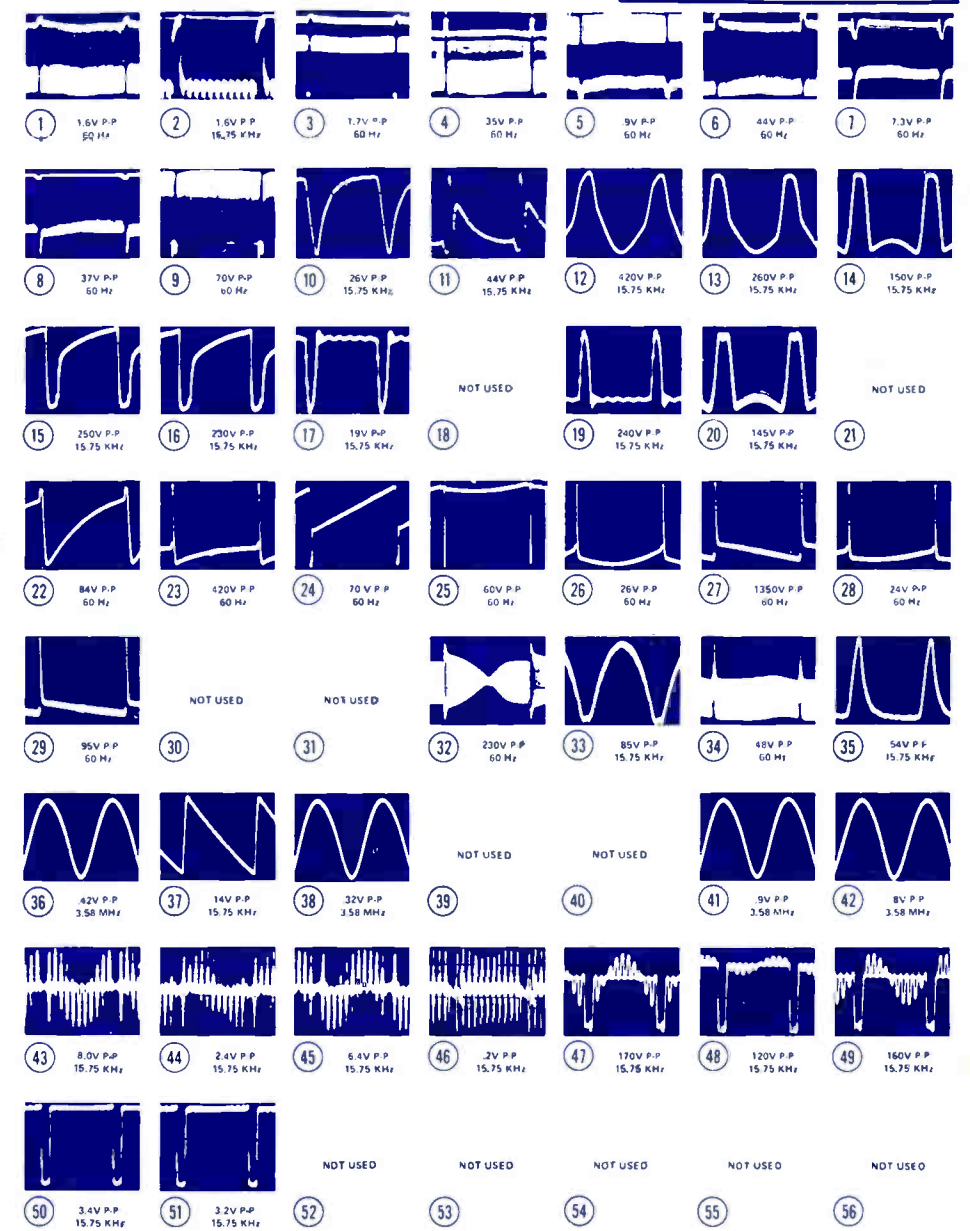 1 1.6V P-P
60 Hz
2 1.6V P P
15.75 KHz
3 1.7V P-P
60 Hz
4 35V P-P
60 Hz
5 .9V P-P
60 Hz
6 44V P-P
60 Hz
7 7.3V P-P
60 Hz
8 37V P-P
60 Hz
9 70V P-P
60 Hz
10 26V P-P
15.75 KHz
11 44V P-P
15.75 KHz
12 420V P-P
15.75 KHz
13 260V P-P
15.75 KHz
14 150V P-P
15.75 KHz
15 250V P-P
15.75 KHz
16 230V P-P
15.75 KHz
17 19V P-P
15.75 KHz
NOT USED
18
19 240V P-P
15.75 KHz
20 145V P-P
15.75 KHz
NOT USED
21
22 84V P-P
60 Hz
23 420V P-P
60 Hz
24 70 V P-P
60 Hz
25 60V P-P
60 Hz
26 26V P-P
60 Hz
27 1350V P-P
60 Hz
28 24V P-P
60 Hz
29 95V P P
60 Hz
NOT USED
30
NOT USED
31
32 230V P P
60 Hz
33 85V P-P
15.75 KHz
34 48V P P
60 Hz
35 54V P P
15.75 KHz
36 .42V P-P
3.58 MHz
37 14V P-P
15.75 KHz
38 .32V P-P
3.58 MHz
NOT USED
39
NOT USED
40
41 .9V P P
3.58 MHz
42 8V P P
3.58 MHz
43 8.0V P-P
15.75 KHz
44 2.4V P P
15.75 KHz
45 6.4V P P
15.75 KHz
46 .2V P P
15.75 KHz
47 170V P-P
15.75 KHz
48 120V P-P
15.75 KHz
49 160V P-P
15.75 KHz
50 3.4V P-P
15.75 KHz
51 3.2V P-P
15.75 KHz
NOT USED
52
NOT USED
53
NOT USED
54
NOT USED
55
NOT USED
56